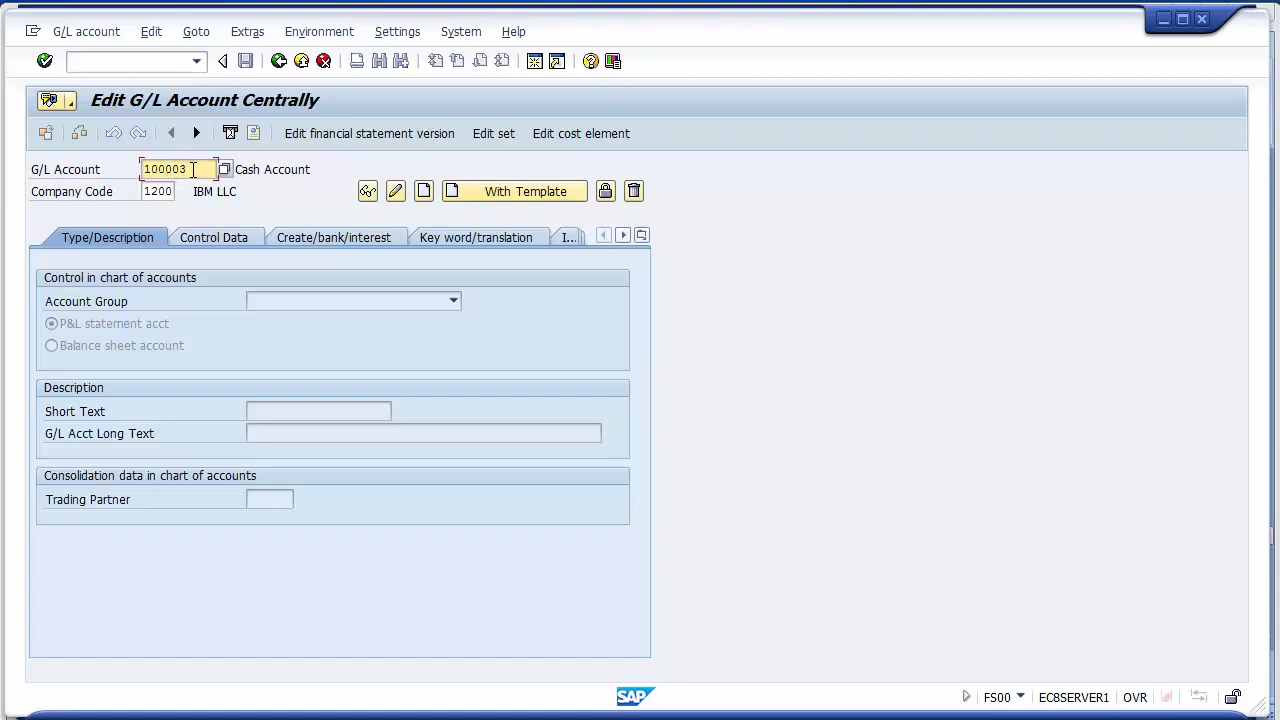 G/L account Edit Goto Extras Environment Settings System Help
Edit G/L Account Centrally
Edit financial statement version Edit set Edit cost element
G/L Account 100003 Cash Account
Company Code 1200 IBM LLC With Template
Type/Description Control Data Create/bank/interest Key word/translation I...
Control in chart of accounts
Account Group
P&L statement acct
Balance sheet account
Description
Short Text
G/L Acct Long Text
Consolidation data in chart of accounts
Trading Partner
SAP FS00 EC8SERVER1 OVR